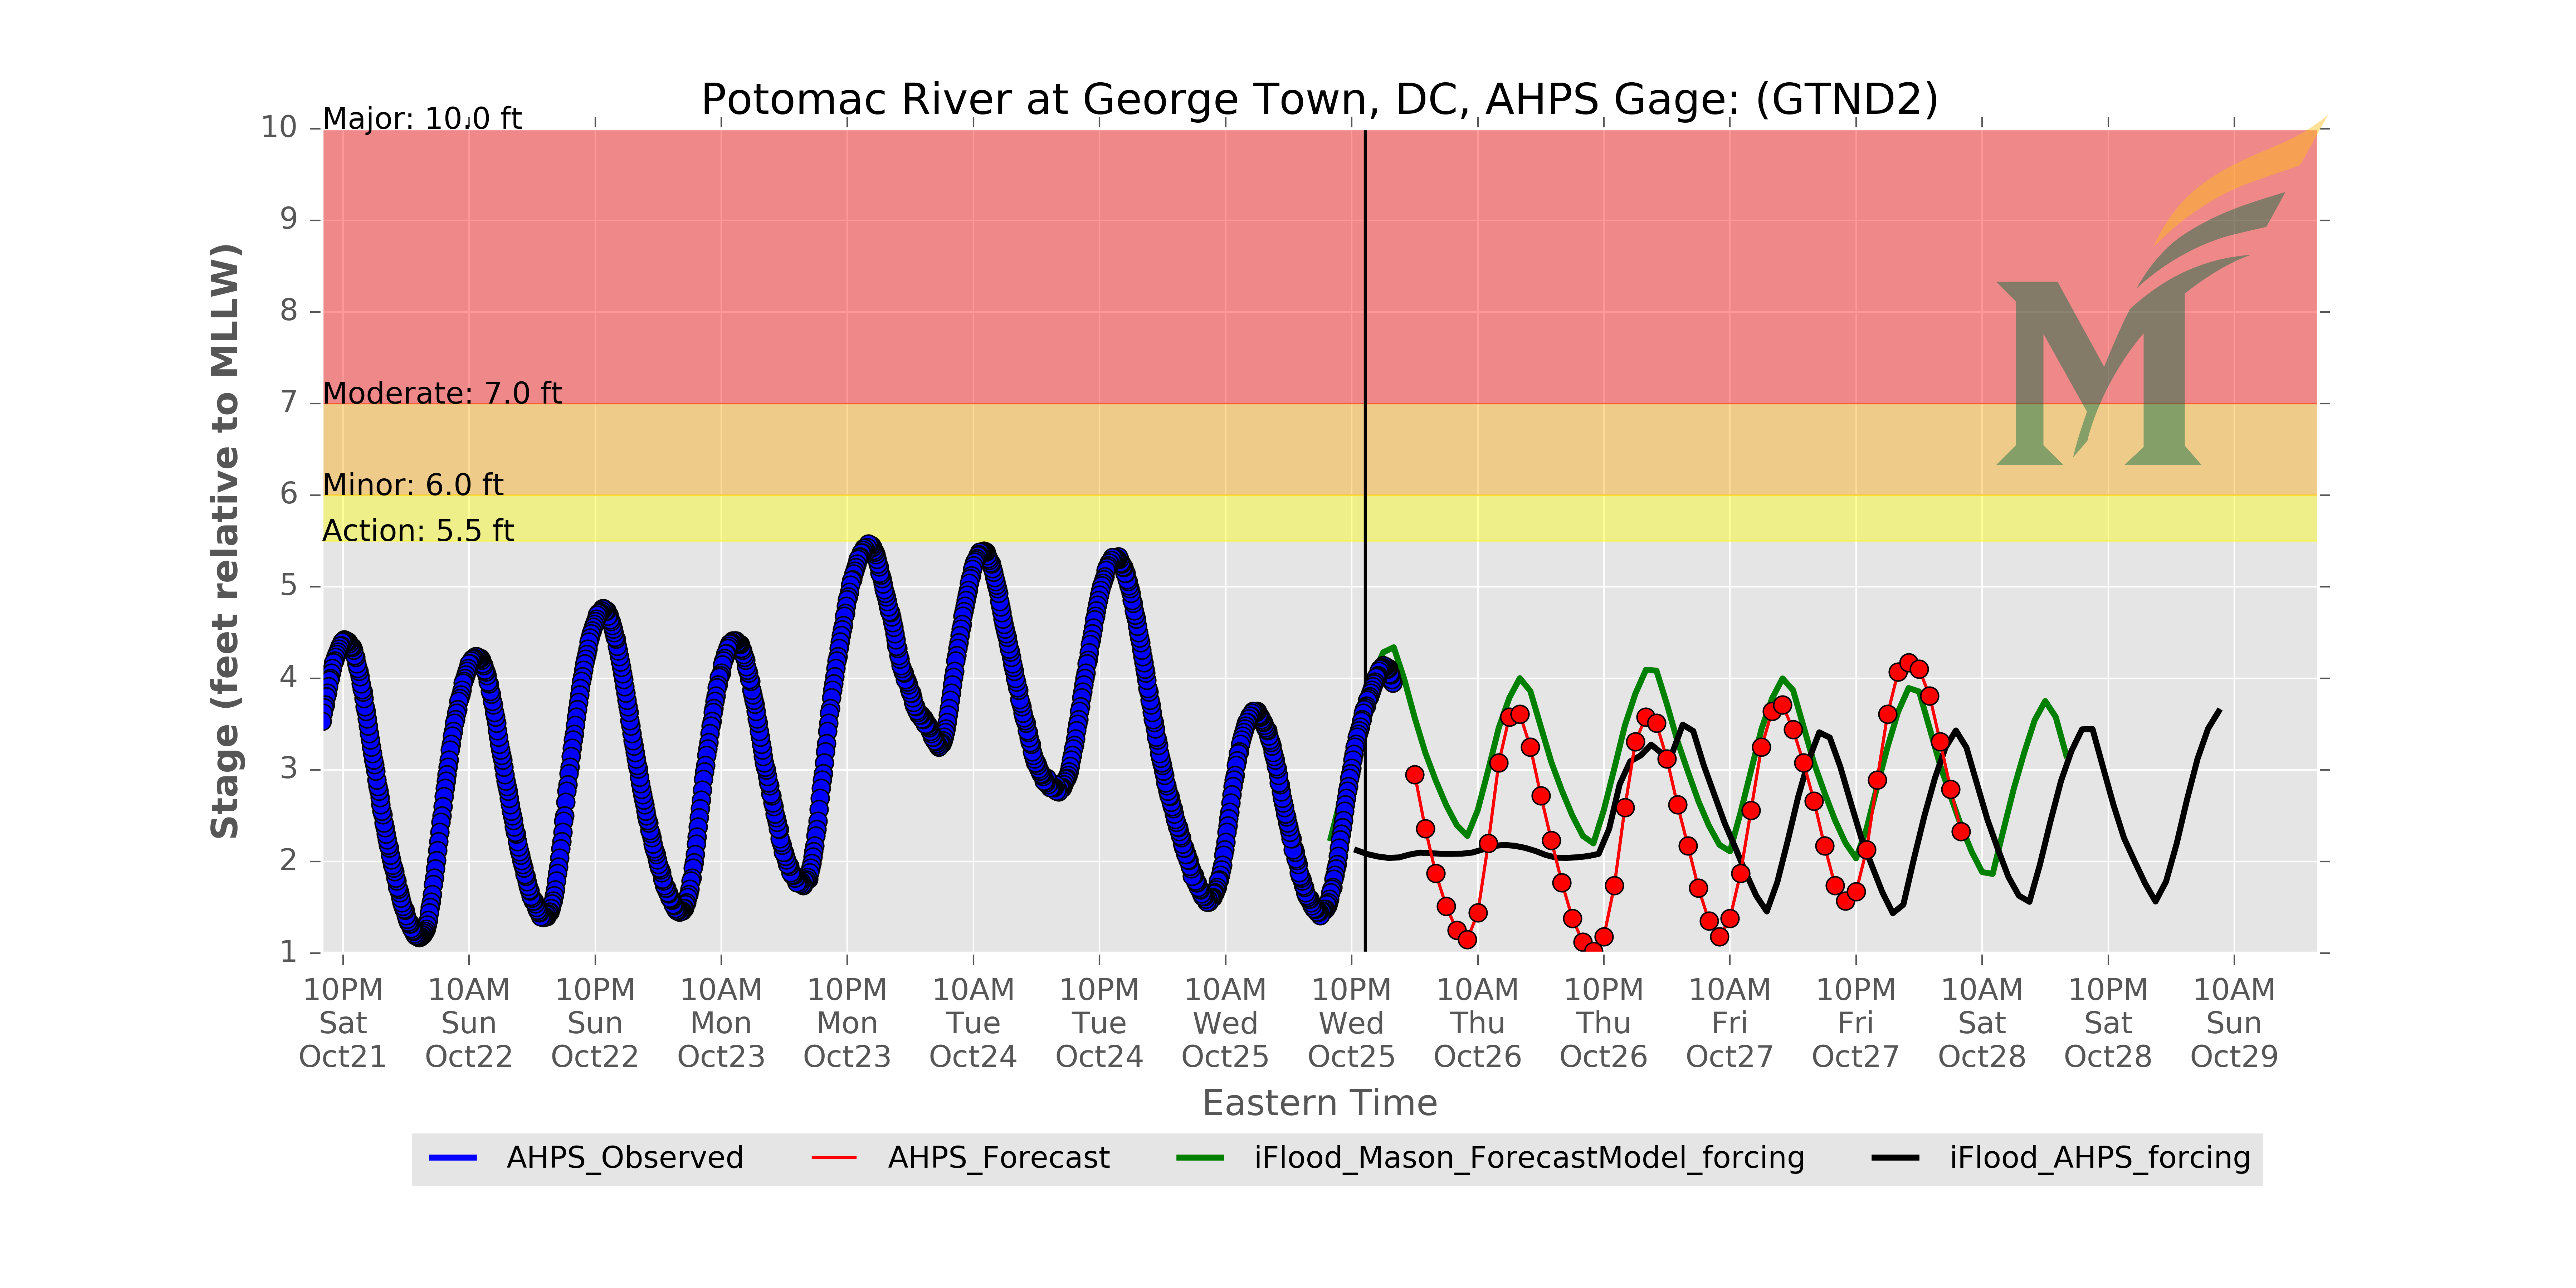 Potomac River at George Town, DC, AHPS Gage: (GTND2)
Major: 10.0 ft
Moderate: 7.0 ft
Minor: 6.0 ft
Action: 5.5 ft
Stage (feet relative to MLLW)
10
9
8
7
6
5
4
3
2
1
10PM 10AM 10PM 10AM 10PM 10AM 10PM 10AM 10PM 10AM 10PM 10AM 10PM 10AM 10PM 10AM
Sat Sun Sun Mon Mon Tue Tue Wed Wed Thu Thu Fri Fri Sat Sat Sun
Oct21 Oct22 Oct22 Oct23 Oct23 Oct24 Oct24 Oct25 Oct25 Oct26 Oct26 Oct27 Oct27 Oct28 Oct28 Oct29
Eastern Time
AHPS_Observed AHPS_Forecast iFlood_Mason_ForecastModel_forcing iFlood_AHPS_forcing
M